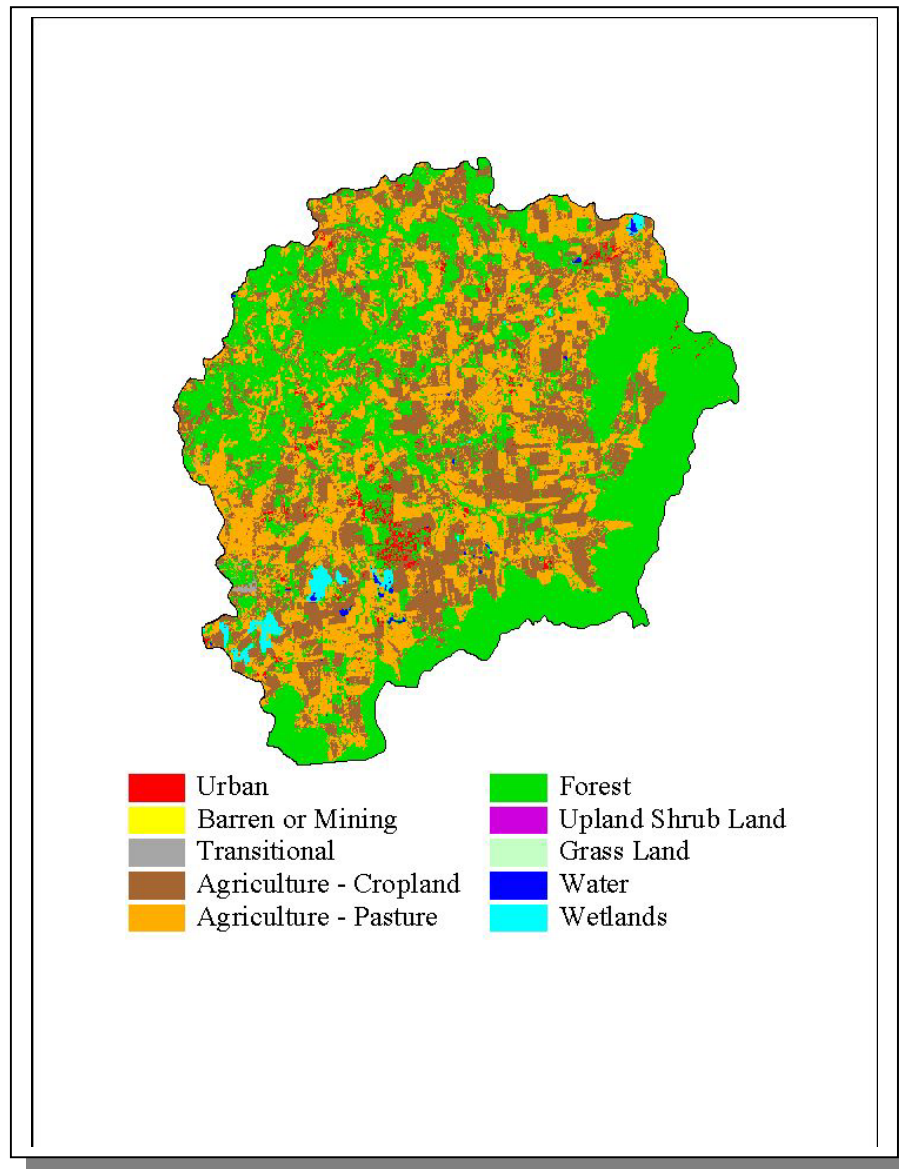 Urban
Barren or Mining
Transitional
Agriculture - Cropland
Agriculture - Pasture
Forest
Upland Shrub Land
Grass Land
Water
Wetlands